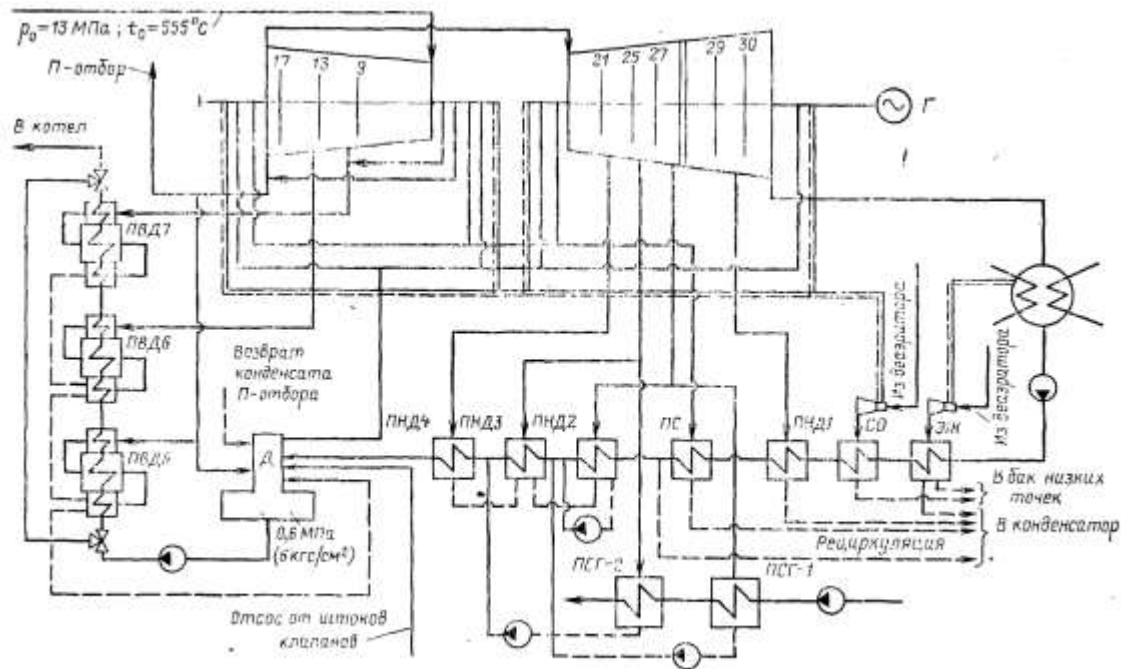 p₀=13 МПа; t₀=555°С
П-отбор
В котел
17
13
9
21
25
27
29
30
Г
ПВД7
ПВД6
ПВД5
Возврат
конденсата
П-отбора
Д
0,6 МПа
(6 кгс/см²)
Отсос от штоков
клапанов
ПНД4
ПНД3
ПНД2
ПС
ПНД1
СО
ЭЖ
Из деаэратора
Из деаэратора
В бак низких
точек
В конденсатор
Рециркуляция
ПСГ-2
ПСГ-1